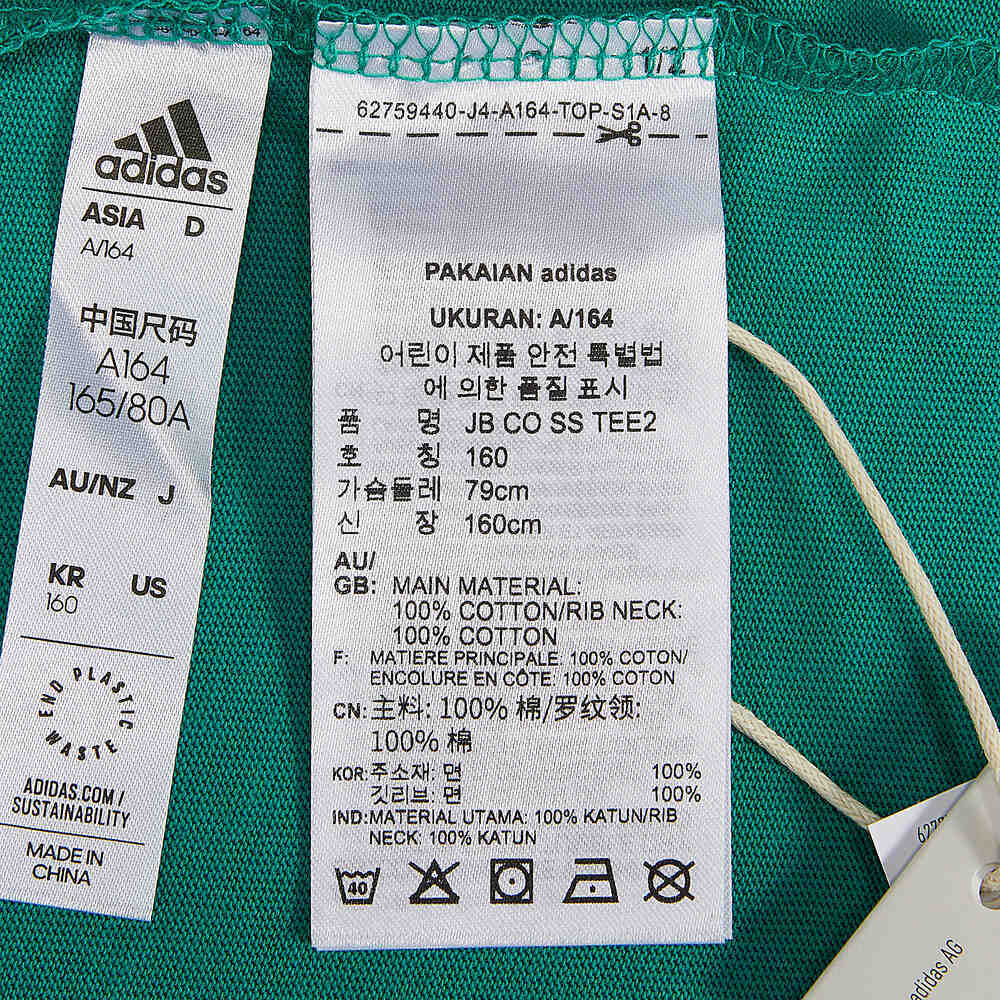 adidas
ASIA D
A/164
中国尺码
A164
165/80A
AU/NZ J
KR US
160
END PLASTIC WASTE
ADIDAS.COM/
SUSTAINABILITY
MADE IN
CHINA
1/2
62759440-J4-A164-TOP-S1A-8
PAKAIAN adidas
UKURAN: A/164
어린이 제품 안전 특별법
에 의한 품질 표시
품 명 JB CO SS TEE2
호 칭 160
가슴둘레 79cm
신 장 160cm
AU/
GB: MAIN MATERIAL:
100% COTTON/RIB NECK:
100% COTTON
F: MATIERE PRINCIPALE: 100% COTON/
ENCOLURE EN CÔTE: 100% COTON
CN: 主料: 100% 棉/罗纹领:
100% 棉
KOR: 주소재: 면 100%
깃리브: 면 100%
IND: MATERIAL UTAMA: 100% KATUN/RIB
NECK: 100% KATUN
40
adidas AG